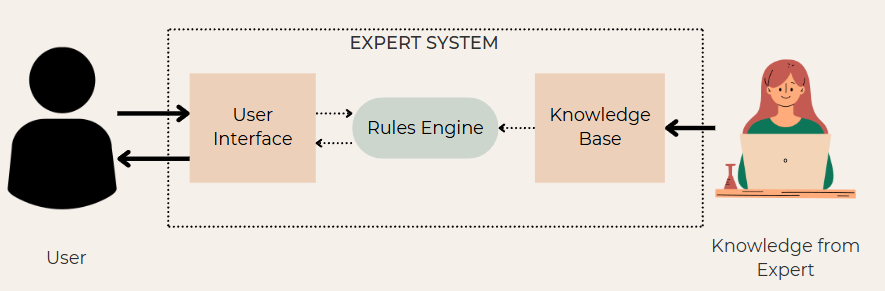 EXPERT SYSTEM
User
Interface
Rules Engine
Knowledge
Base
User
Knowledge from
Expert